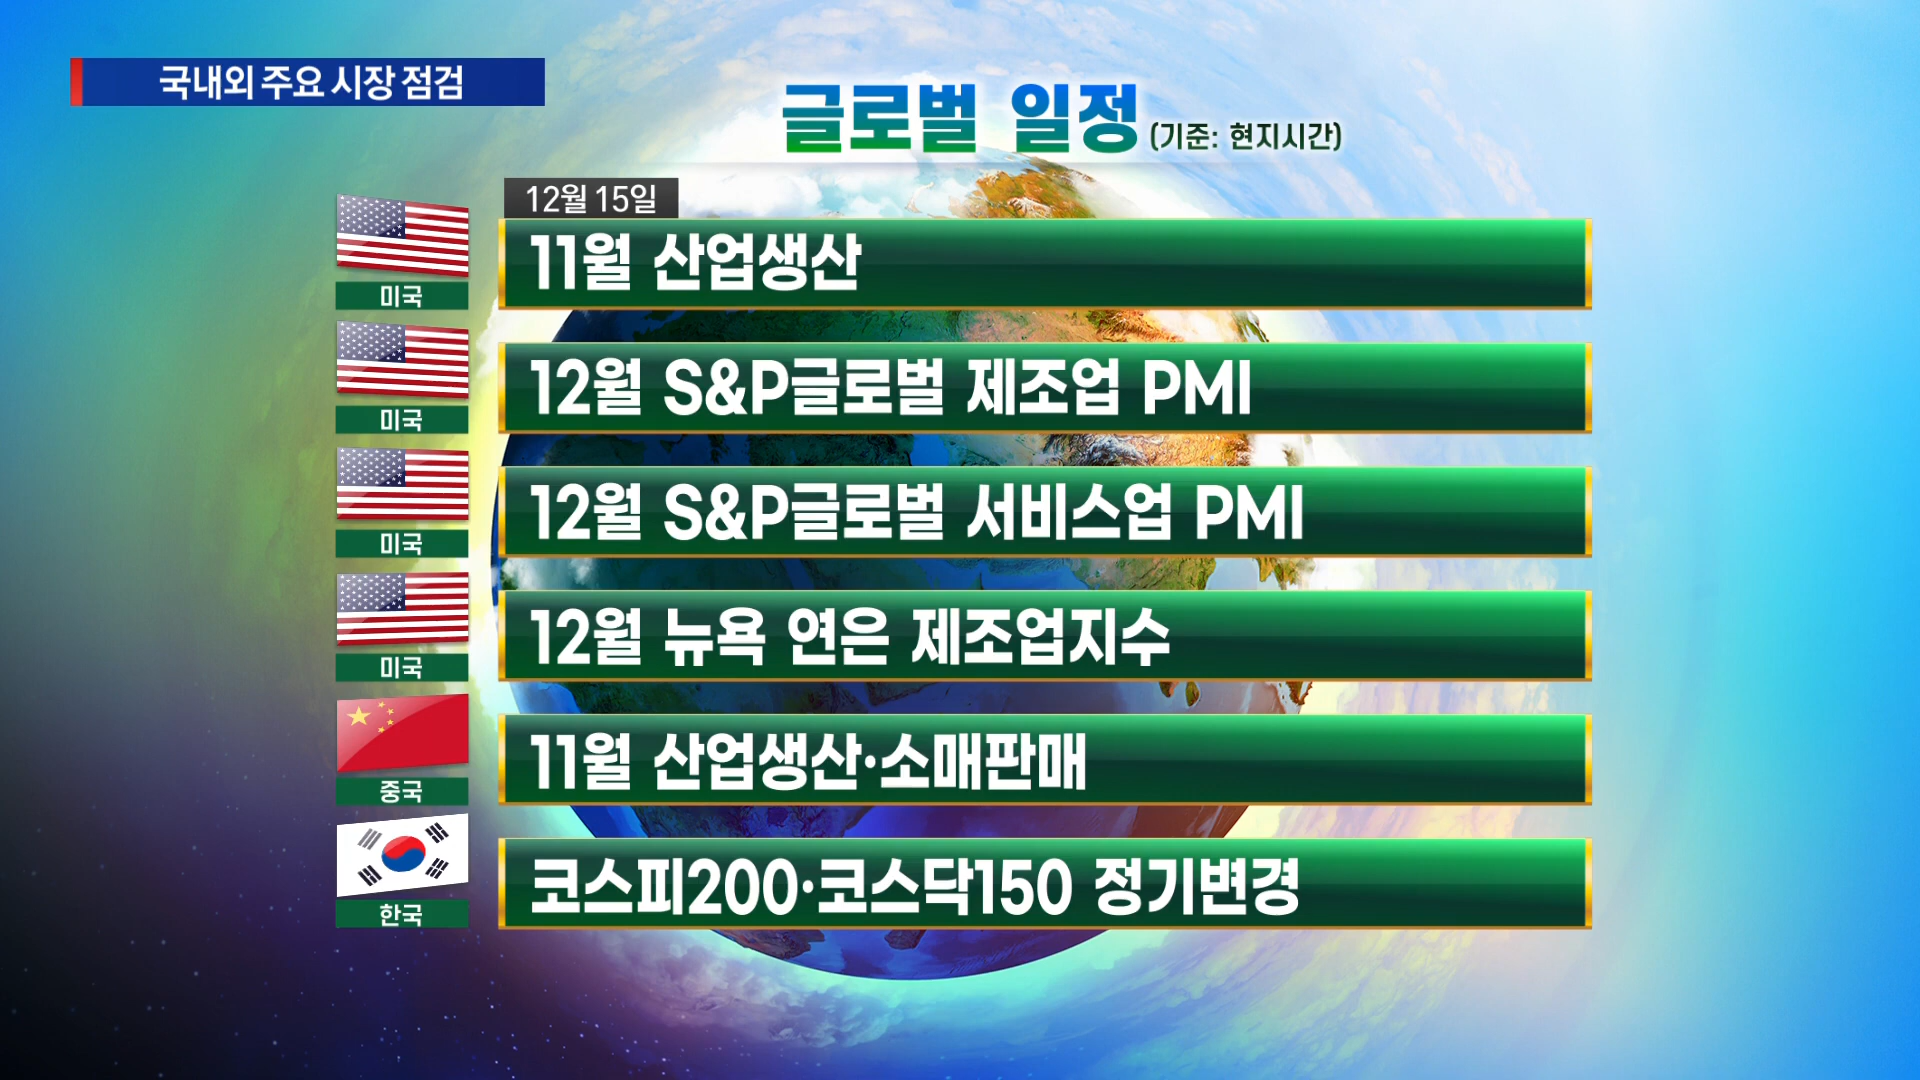 국내외 주요 시장 점검
글로벌 일정 (기준: 현지시간)
12월 15일
미국
11월 산업생산
미국
12월 S&P글로벌 제조업 PMI
미국
12월 S&P글로벌 서비스업 PMI
미국
12월 뉴욕 연은 제조업지수
중국
11월 산업생산·소매판매
한국
코스피200·코스닥150 정기변경